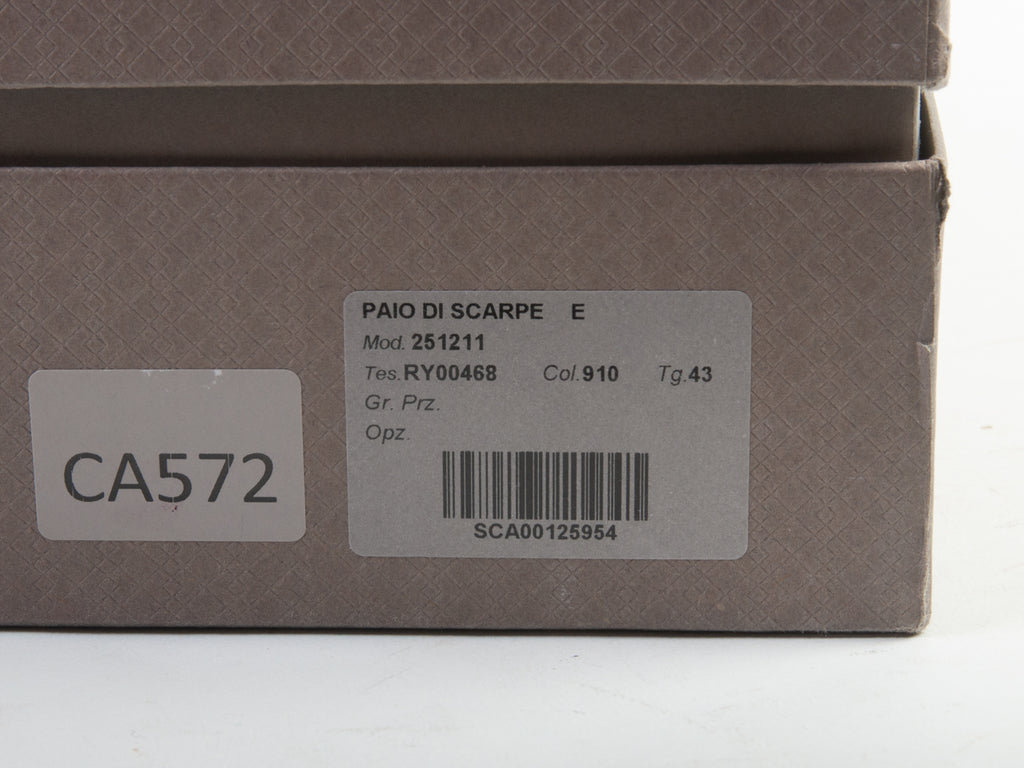 PAIO DI SCARPE E
Mod. 251211
Tes.RY00468 Col.910 Tg.43
Gr. Prz.
Opz.
SCA00125954
CA572